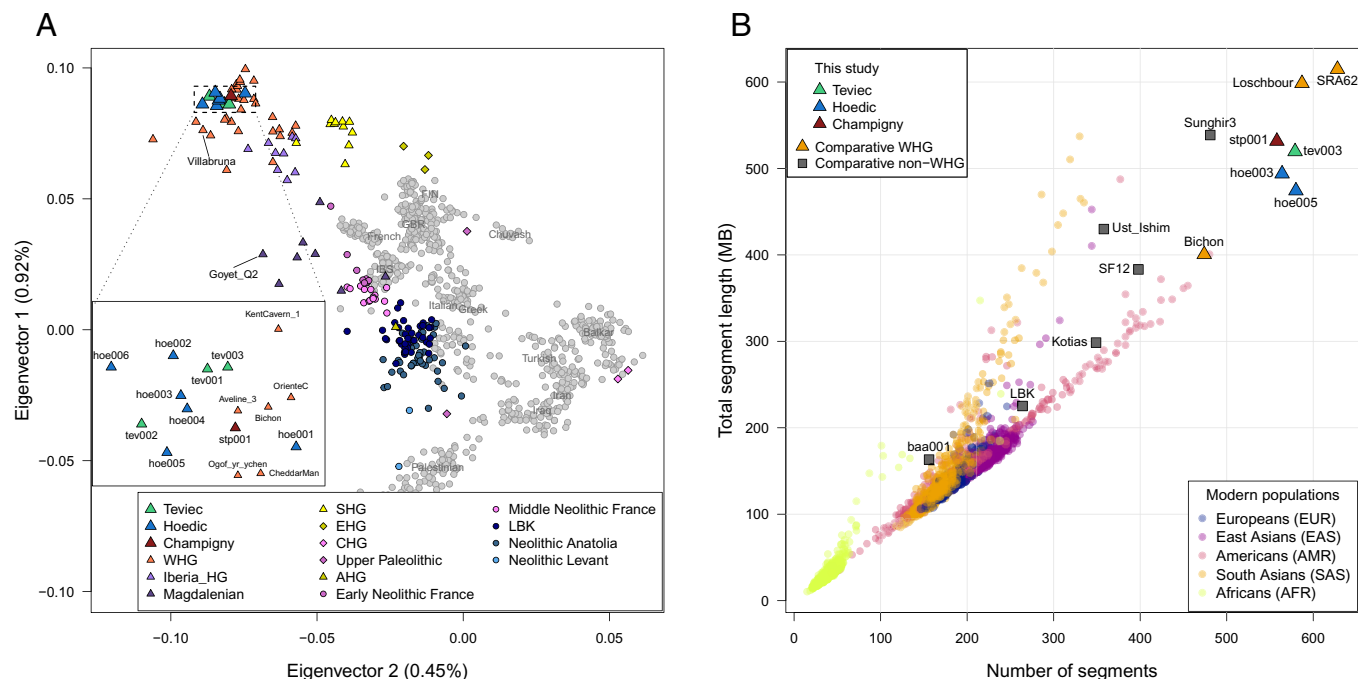 A
B
Eigenvector 1 (0.92%)
0.10
0.05
0.00
−0.05
−0.10
−0.10
−0.05
0.00
0.05
Eigenvector 2 (0.45%)
Villabruna
Goyet_Q2
FIN
GBR
French
Chuvash
IBS
Italian
Greek
Balkar
Turkish
Iran
Iraq
Palestinian
KentCavern_1
hoe002
hoe006
tev003
tev001
OrienteC
hoe003
Aveline_3
Bichon
hoe004
tev002
stp001
hoe001
hoe005
Ogof_yr_ychen
CheddarMan
Teviec
Hoedic
Champigny
WHG
Iberia_HG
Magdalenian
SHG
EHG
CHG
Upper Paleolithic
AHG
Early Neolithic France
Middle Neolithic France
LBK
Neolithic Anatolia
Neolithic Levant
Total segment length (MB)
600
500
400
300
200
100
0
0
100
200
300
400
500
600
Number of segments
This study
Teviec
Hoedic
Champigny
Comparative WHG
Comparative non−WHG
Loschbour
SRA62
Sunghir3
stp001
tev003
hoe003
hoe005
Ust_Ishim
Bichon
SF12
Kotias
LBK
baa001
Modern populations
Europeans (EUR)
East Asians (EAS)
Americans (AMR)
South Asians (SAS)
Africans (AFR)